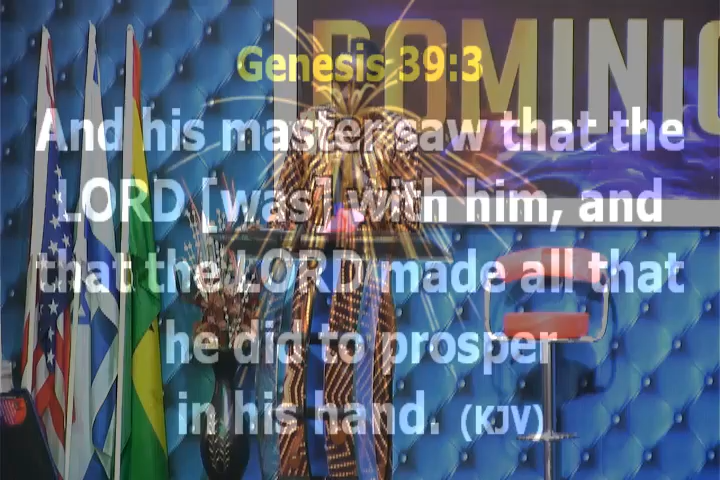 DOMINIO
Genesis 39:3
And his master saw that the
LORD [was] with him, and
that the LORD made all that
he did to prosper
in his hand. (KJV)